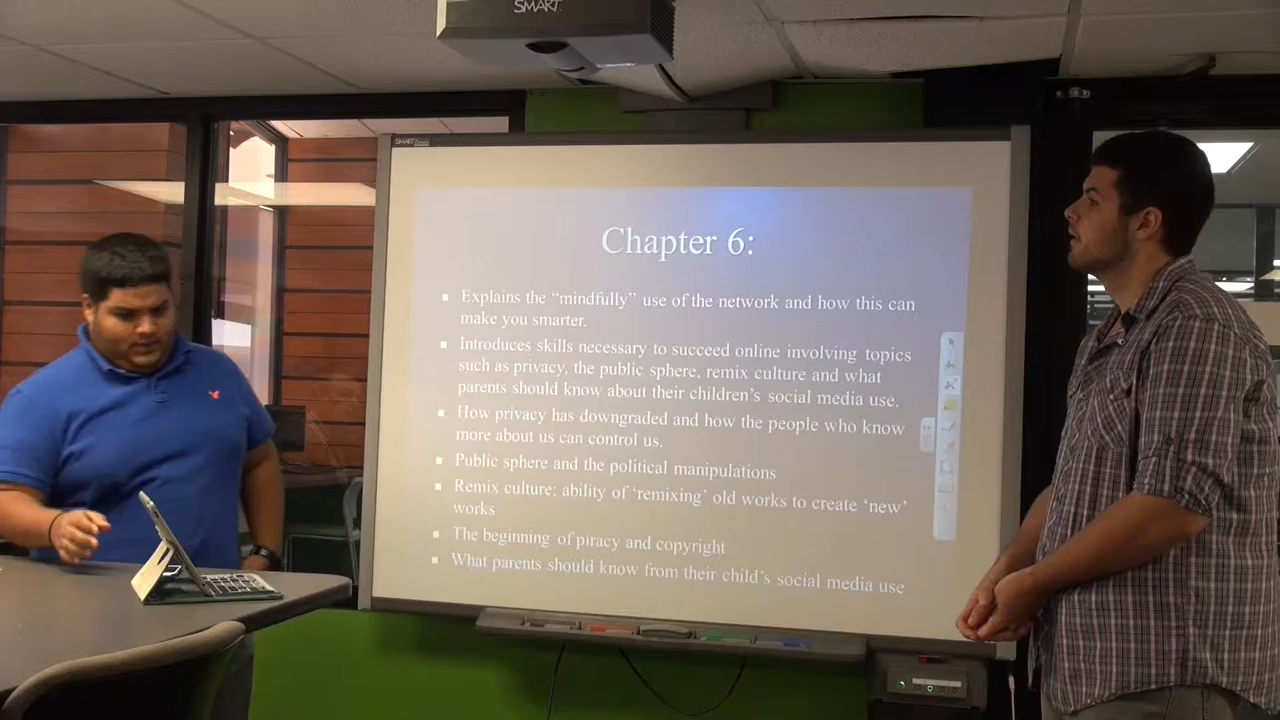 SMART
SMART
Chapter 6:
▪ Explains the “mindfully” use of the network and how this can
make you smarter.
▪ Introduces skills necessary to succeed online involving topics
such as privacy, the public sphere, remix culture and what
parents should know about their children’s social media use.
▪ How privacy has downgraded and how the people who know
more about us can control us.
▪ Public sphere and the political manipulations
▪ Remix culture: ability of ‘remixing’ old works to create ‘new’
works
▪ The beginning of piracy and copyright
▪ What parents should know from their child’s social media use